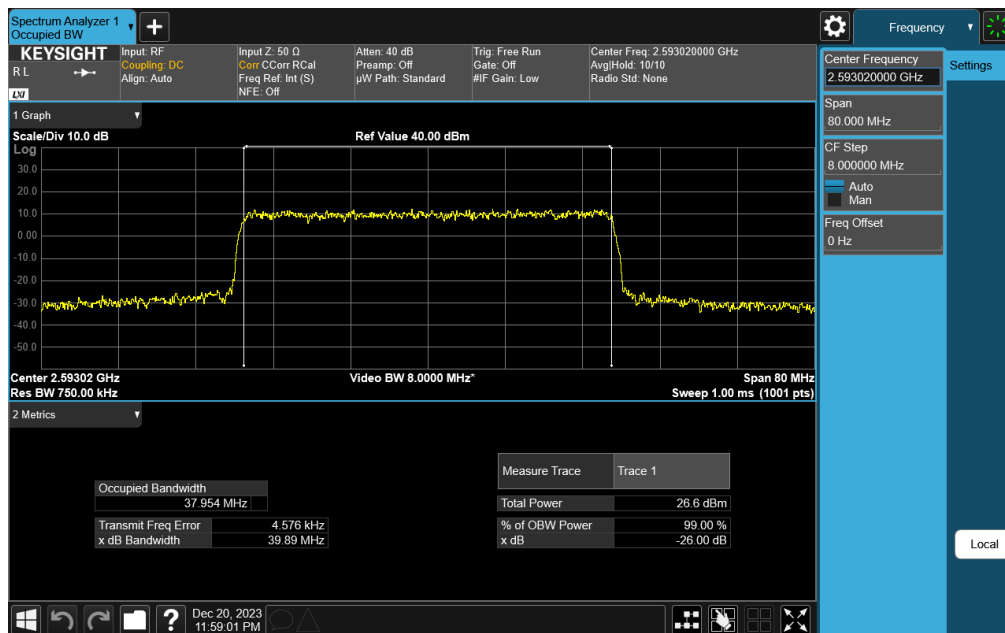 Spectrum Analyzer 1
Occupied BW
Frequency
KEYSIGHT
R L
LXI
Input: RF
Coupling: DC
Align: Auto
Input Z: 50 Ω
Corr CCorr RCal
Freq Ref: Int (S)
NFE: Off
Atten: 40 dB
Preamp: Off
µW Path: Standard
Trig: Free Run
Gate: Off
#IF Gain: Low
Center Freq: 2.593020000 GHz
Avg|Hold: 10/10
Radio Std: None
Center Frequency
2.593020000 GHz
Settings
Span
80.000 MHz
CF Step
8.000000 MHz
Auto
Man
Freq Offset
0 Hz
1 Graph
Scale/Div 10.0 dB
Ref Value 40.00 dBm
Log
30.0
20.0
10.0
0.00
-10.0
-20.0
-30.0
-40.0
-50.0
Center 2.59302 GHz
Video BW 8.0000 MHz*
Span 80 MHz
Res BW 750.00 kHz
Sweep 1.00 ms (1001 pts)
2 Metrics
Measure Trace Trace 1
Occupied Bandwidth
37.954 MHz
Total Power 26.6 dBm
Transmit Freq Error 4.576 kHz
% of OBW Power 99.00 %
x dB Bandwidth 39.89 MHz
x dB -26.00 dB
Local
Dec 20, 2023
11:59:01 PM